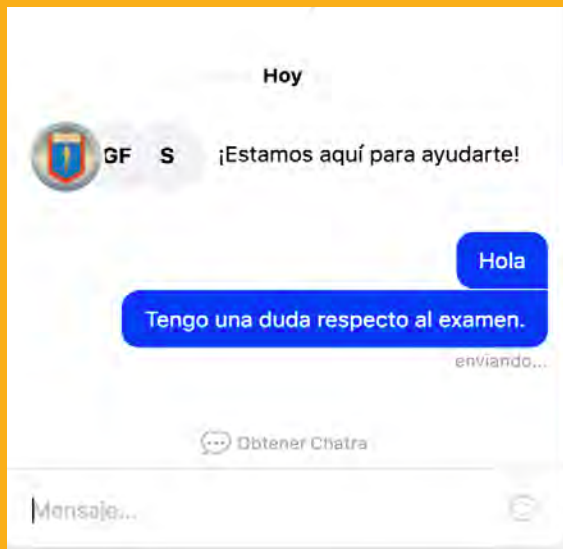 Hoy
GF S ¡Estamos aquí para ayudarte!
Hola
Tengo una duda respecto al examen.
enviando...
Obtener Chatra
Mensaje...